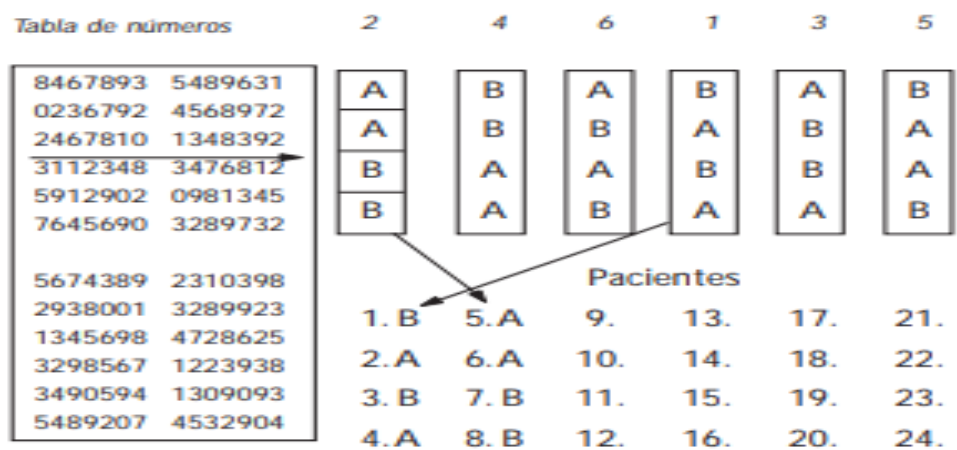 Tabla de números 2 4 6 1 3 5
8467893 5489631 A B A B A B
0236792 4568972 A B B A B A
2467810 1348392
3112348 3476812 B A A B B A
5912902 0981345 B A B A A B
7645690 3289732
Pacientes
5674389 2310398
2938001 3289923 1. B 5. A 9. 13. 17. 21.
1345698 4728625
3298567 1223938 2. A 6. A 10. 14. 18. 22.
3490594 1309093 3. B 7. B 11. 15. 19. 23.
5489207 4532904 4. A 8. B 12. 16. 20. 24.